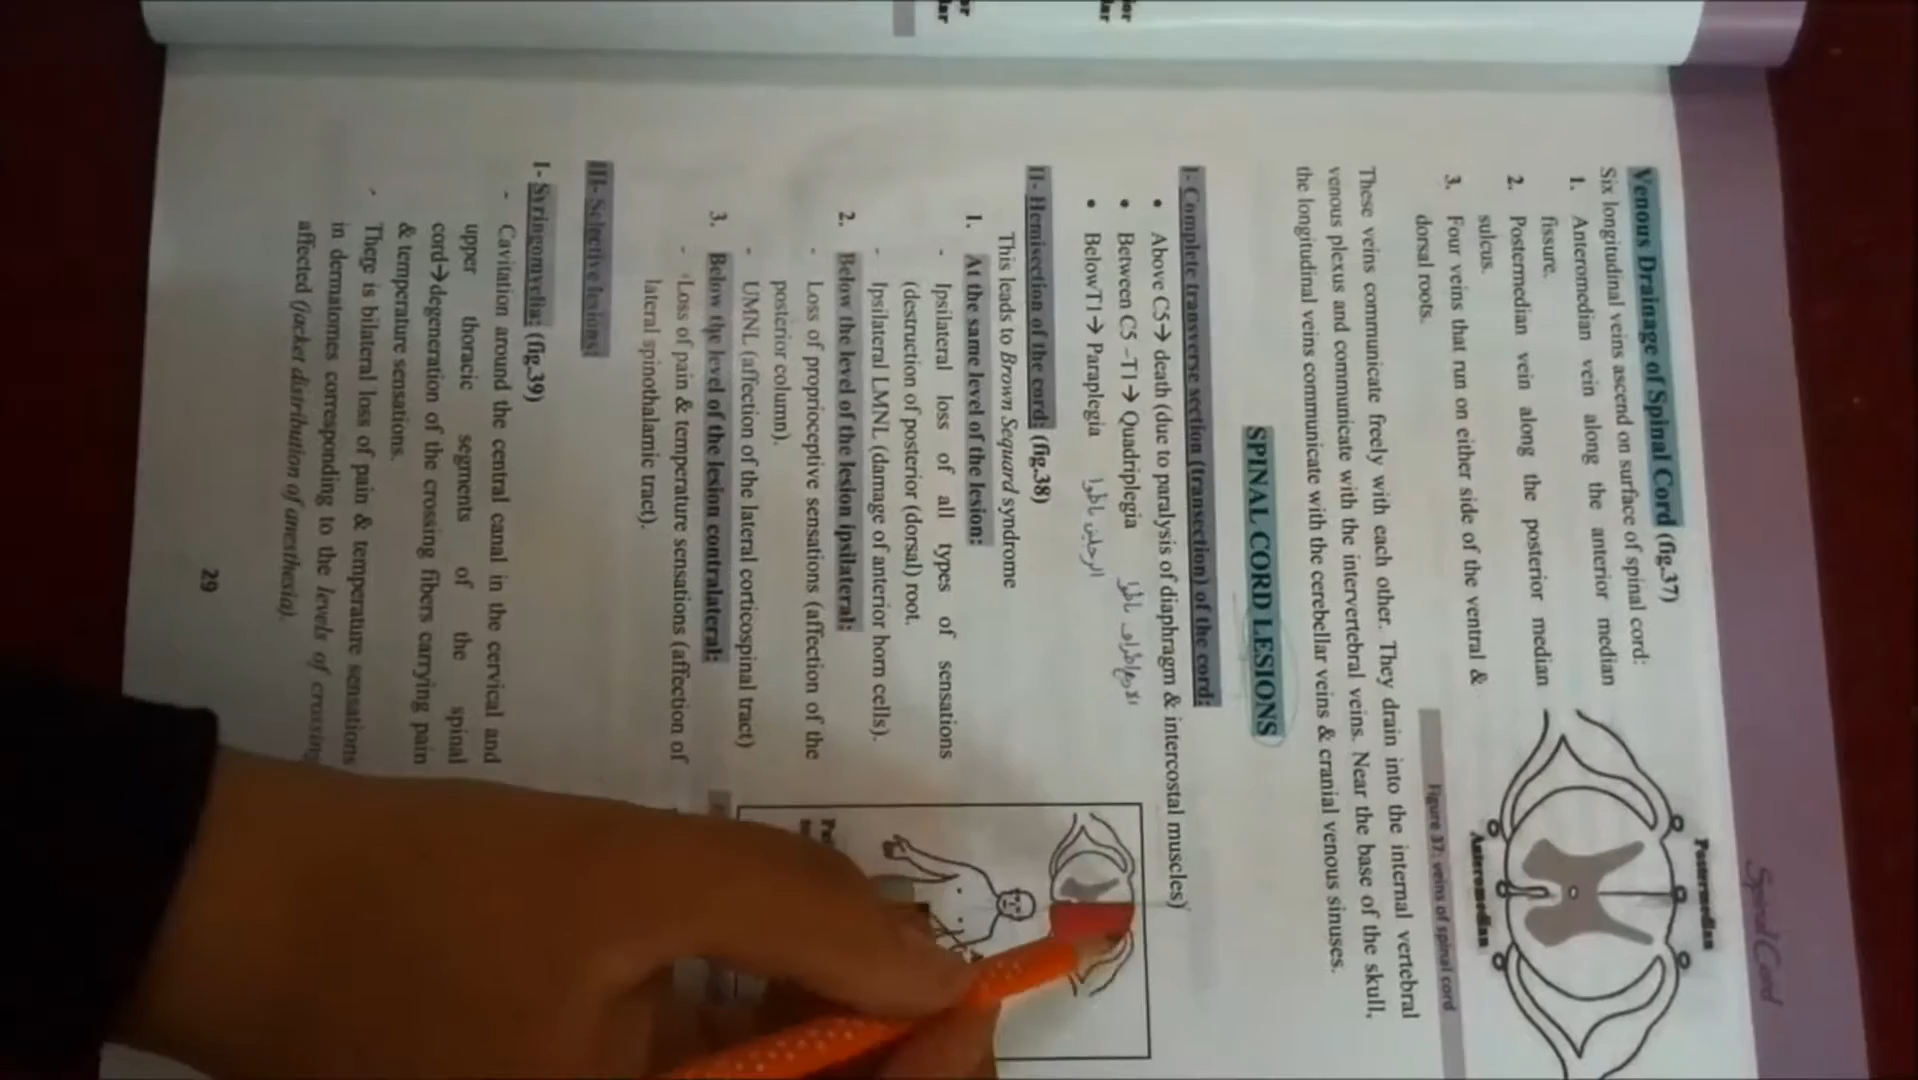 Spinal Cord
Venous Drainage of Spinal Cord (fig.37)
Six longitudinal veins ascend on surface of spinal cord:
1. Anteromedian vein along the anterior median
fissure.
2. Postermedian vein along the posterior median
sulcus.
3. Four veins that run on either side of the ventral &
dorsal roots.
Postermedian
Anteromedian
Figure 37: veins of spinal cord
These veins communicate freely with each other. They drain into the internal vertebral
venous plexus and communicate with the intervertebral veins. Near the base of the skull,
the longitudinal veins communicate with the cerebellar veins & cranial venous sinuses.
SPINAL CORD LESIONS
I- Complete transverse section (transection) of the cord:
• Above C5→ death (due to paralysis of diaphragm & intercostal muscles)
• Between C5 -T1→ Quadriplegia
• BelowT1→ Paraplegia
II- Hemisection of the cord: (fig.38)
This leads to Brown Sequard syndrome
1. At the same level of the lesion:
- Ipsilateral loss of all types of sensations
(destruction of posterior (dorsal) root.
- Ipsilateral LMNL (damage of anterior horn cells).
2. Below the level of the lesion ipsilateral:
- Loss of proprioceptive sensations (affection of the
posterior column).
- UMNL (affection of the lateral corticospinal tract)
3. Below the level of the lesion contralateral:
- Loss of pain & temperature sensations (affection of
lateral spinothalamic tract).
III- Selective lesions:
1- Syringomyelia: (fig.39)
- Cavitation around the central canal in the cervical and
upper thoracic segments of the spinal
cord→degeneration of the crossing fibers carrying pain
& temperature sensations.
- There is bilateral loss of pain & temperature sensations
in dermatomes corresponding to the levels of crossing
affected (jacket distribution of anesthesia).
29